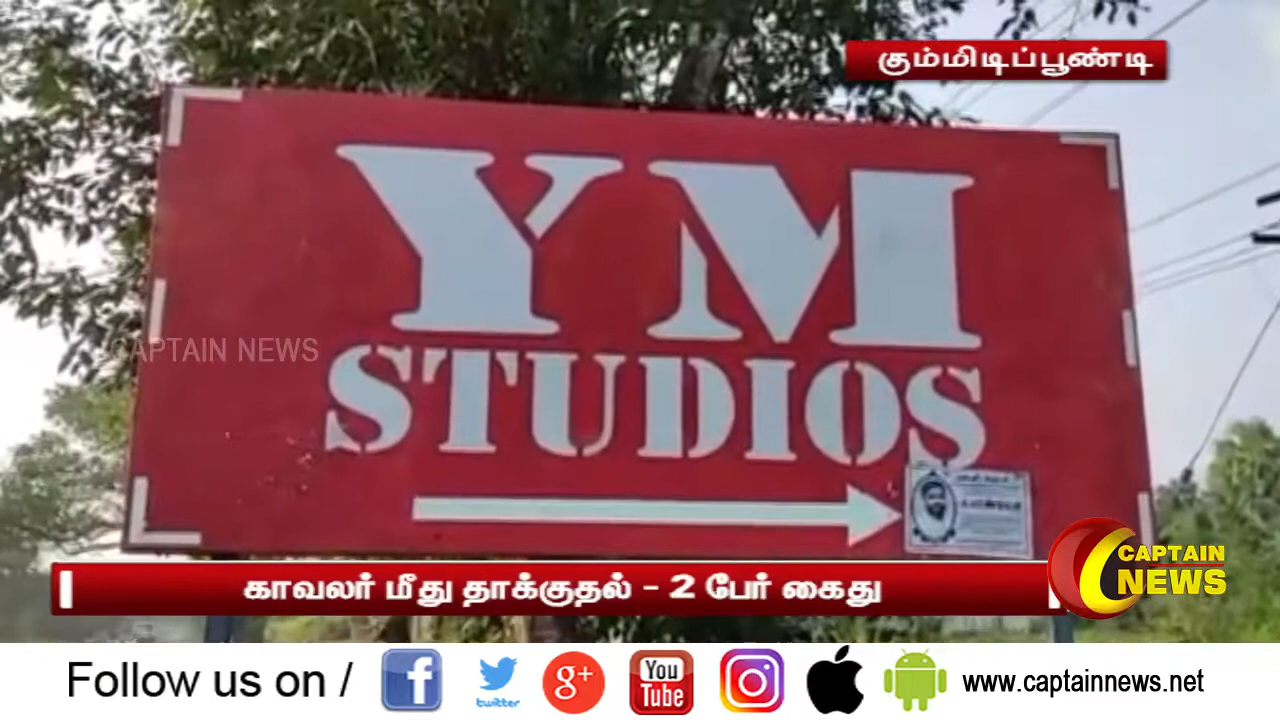 கும்மிடிப்பூண்டி
YM
CAPTAIN NEWS
STUDIOS
CAPTAIN
NEWS
காவலர் மீது தாக்குதல் - 2 பேர் கைது
Follow us on /
f
twitter
g+
You
Tube
www.captainnews.net